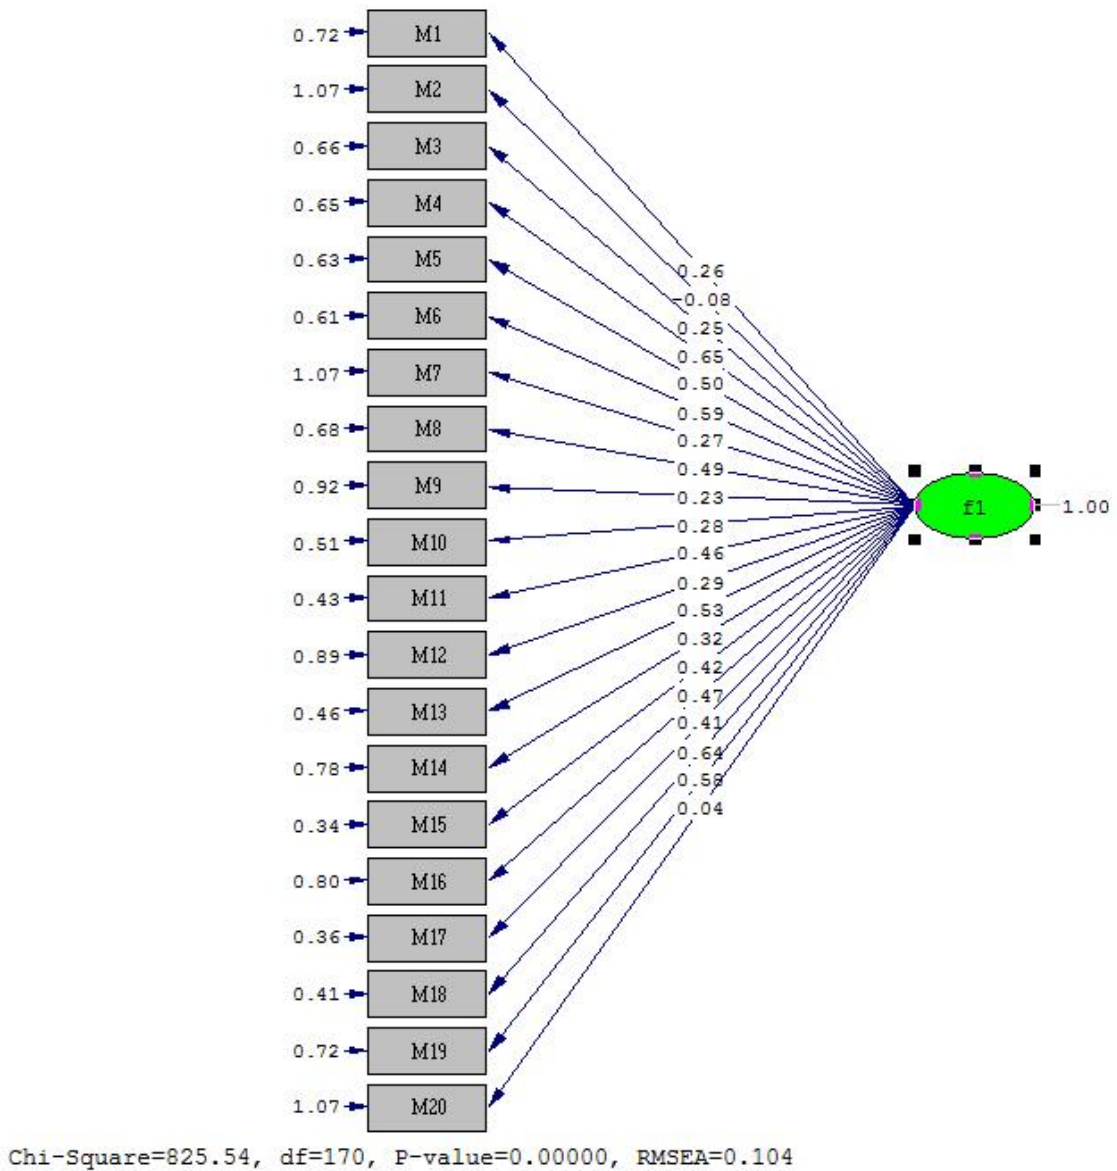 0.72 M1
1.07 M2
0.66 M3
0.65 M4
0.63 M5
0.26
-0.08
0.61 M6
0.25
0.65
1.07 M7
0.50
0.59
0.68 M8
0.27
0.49
0.92 M9
0.23
f1 1.00
0.28
0.51 M10
0.46
0.29
0.43 M11
0.53
0.32
0.89 M12
0.42
0.47
0.46 M13
0.41
0.64
0.78 M14
0.58
0.04
0.34 M15
0.80 M16
0.36 M17
0.41 M18
0.72 M19
1.07 M20
Chi-Square=825.54, df=170, P-value=0.00000, RMSEA=0.104